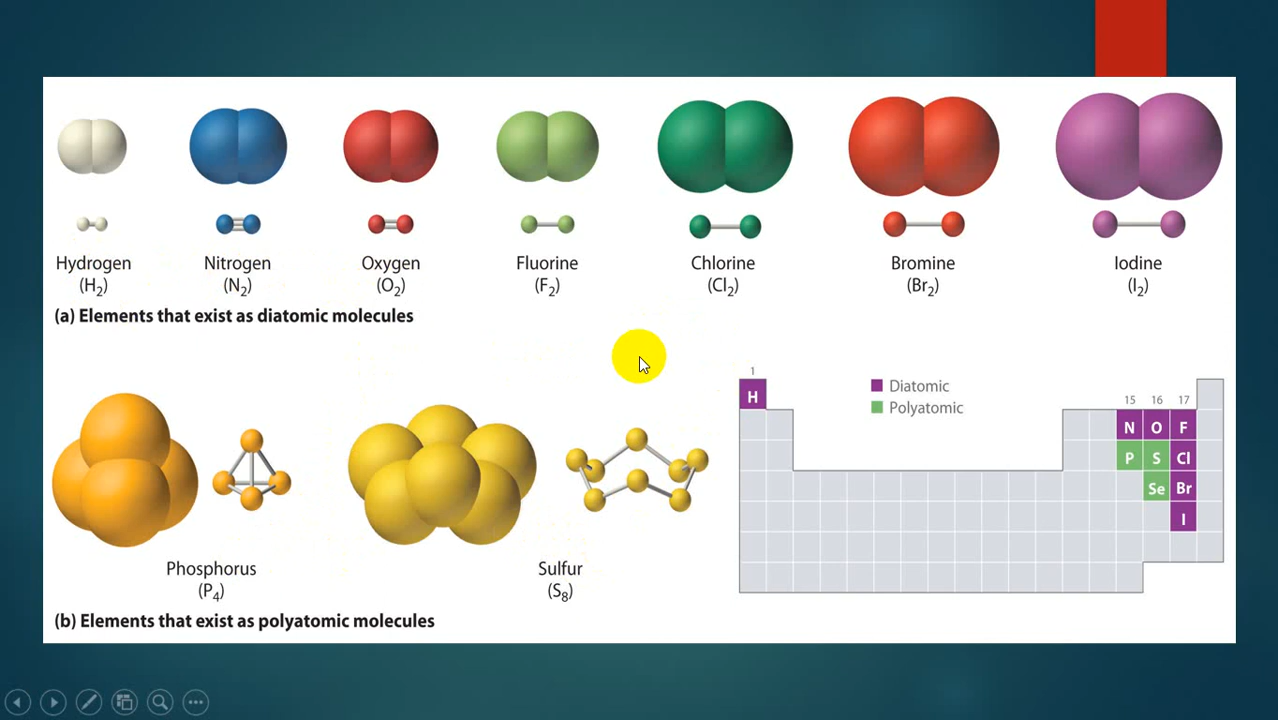 Hydrogen
(H₂)
Nitrogen
(N₂)
Oxygen
(O₂)
Fluorine
(F₂)
Chlorine
(Cl₂)
Bromine
(Br₂)
Iodine
(I₂)
(a) Elements that exist as diatomic molecules
Phosphorus
(P₄)
Sulfur
(S₈)
(b) Elements that exist as polyatomic molecules
Diatomic
Polyatomic
1
H
15 16 17
N O F
P S Cl
Se Br
I